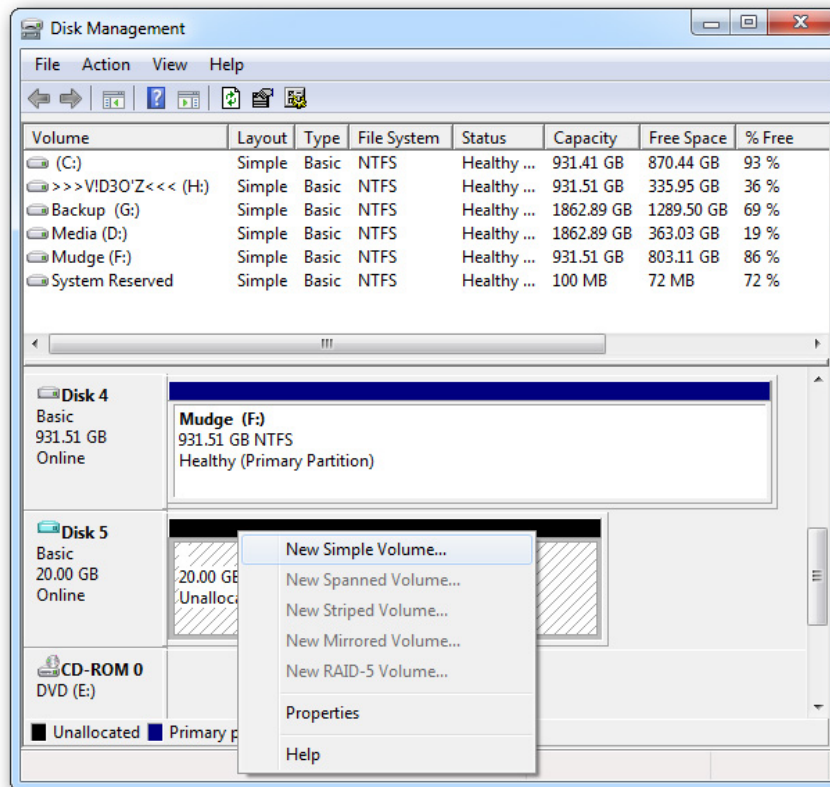 Disk Management
File Action View Help
Volume Layout Type File System Status Capacity Free Space % Free
(C:) Simple Basic NTFS Healthy ... 931.41 GB 870.44 GB 93 %
>>>V!D3O'Z<<< (H:) Simple Basic NTFS Healthy ... 931.51 GB 335.95 GB 36 %
Backup (G:) Simple Basic NTFS Healthy ... 1862.89 GB 1289.50 GB 69 %
Media (D:) Simple Basic NTFS Healthy ... 1862.89 GB 363.03 GB 19 %
Mudge (F:) Simple Basic NTFS Healthy ... 931.51 GB 803.11 GB 86 %
System Reserved Simple Basic NTFS Healthy ... 100 MB 72 MB 72 %
Disk 4
Basic
931.51 GB
Online
Mudge (F:)
931.51 GB NTFS
Healthy (Primary Partition)
Disk 5
Basic
20.00 GB
Online
20.00 GB
Unalloca
New Simple Volume...
New Spanned Volume...
New Striped Volume...
New Mirrored Volume...
New RAID-5 Volume...
Properties
Help
CD-ROM 0
DVD (E:)
Unallocated Primary p